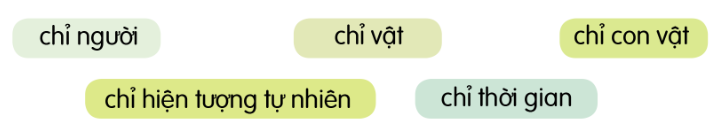 chỉ người
chỉ vật
chỉ con vật
chỉ hiện tượng tự nhiên
chỉ thời gian